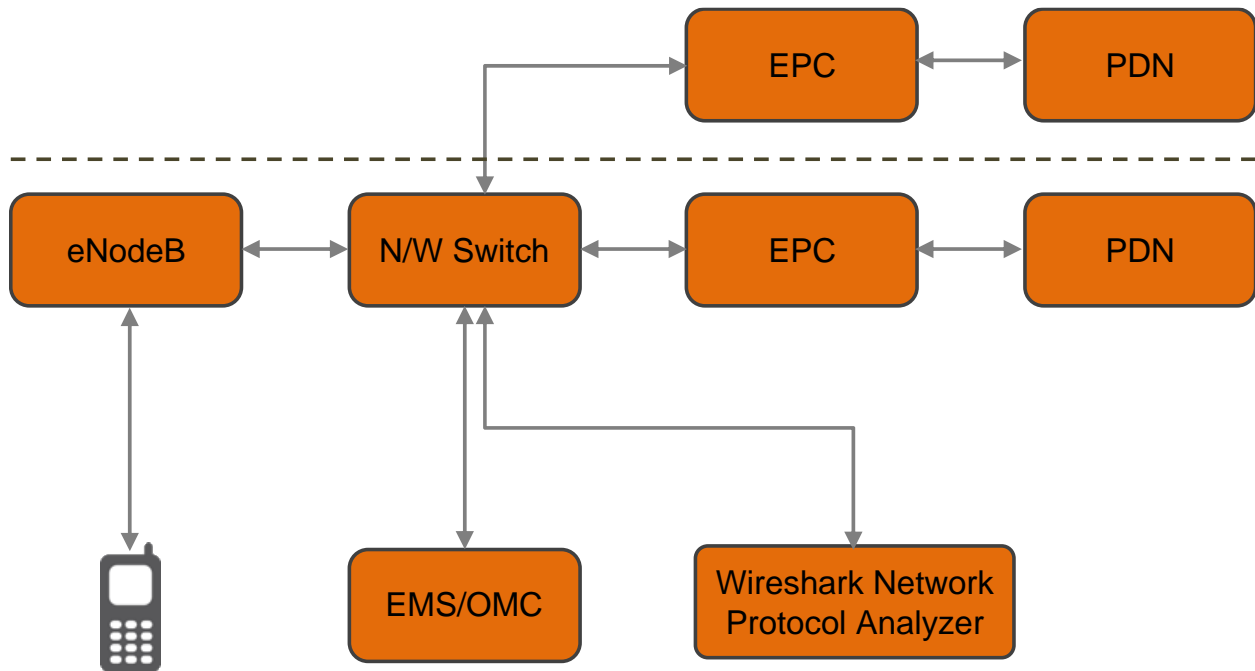 EPC
PDN
eNodeB
N/W Switch
EPC
PDN
EMS/OMC
Wireshark Network
Protocol Analyzer